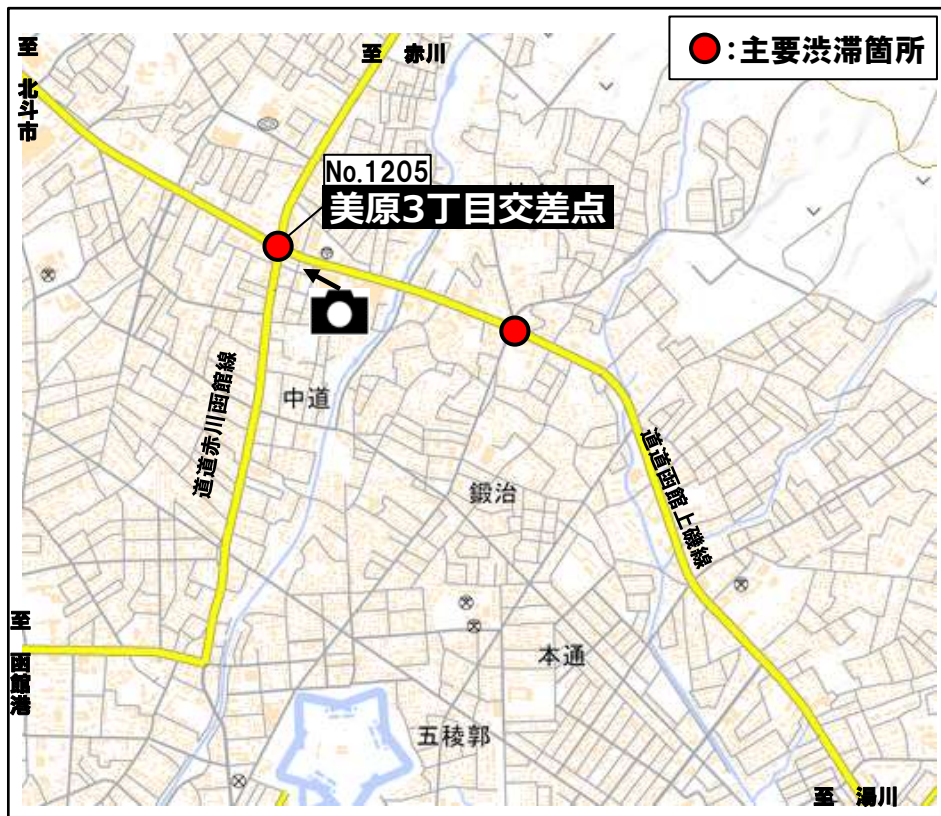 至 北斗市
至 赤川
：主要渋滞箇所
No.1205
美原3丁目交差点
中道
道道赤川函館線
鍛治
道道函館上磯線
至 函館港
本通
五稜郭
至 湯川